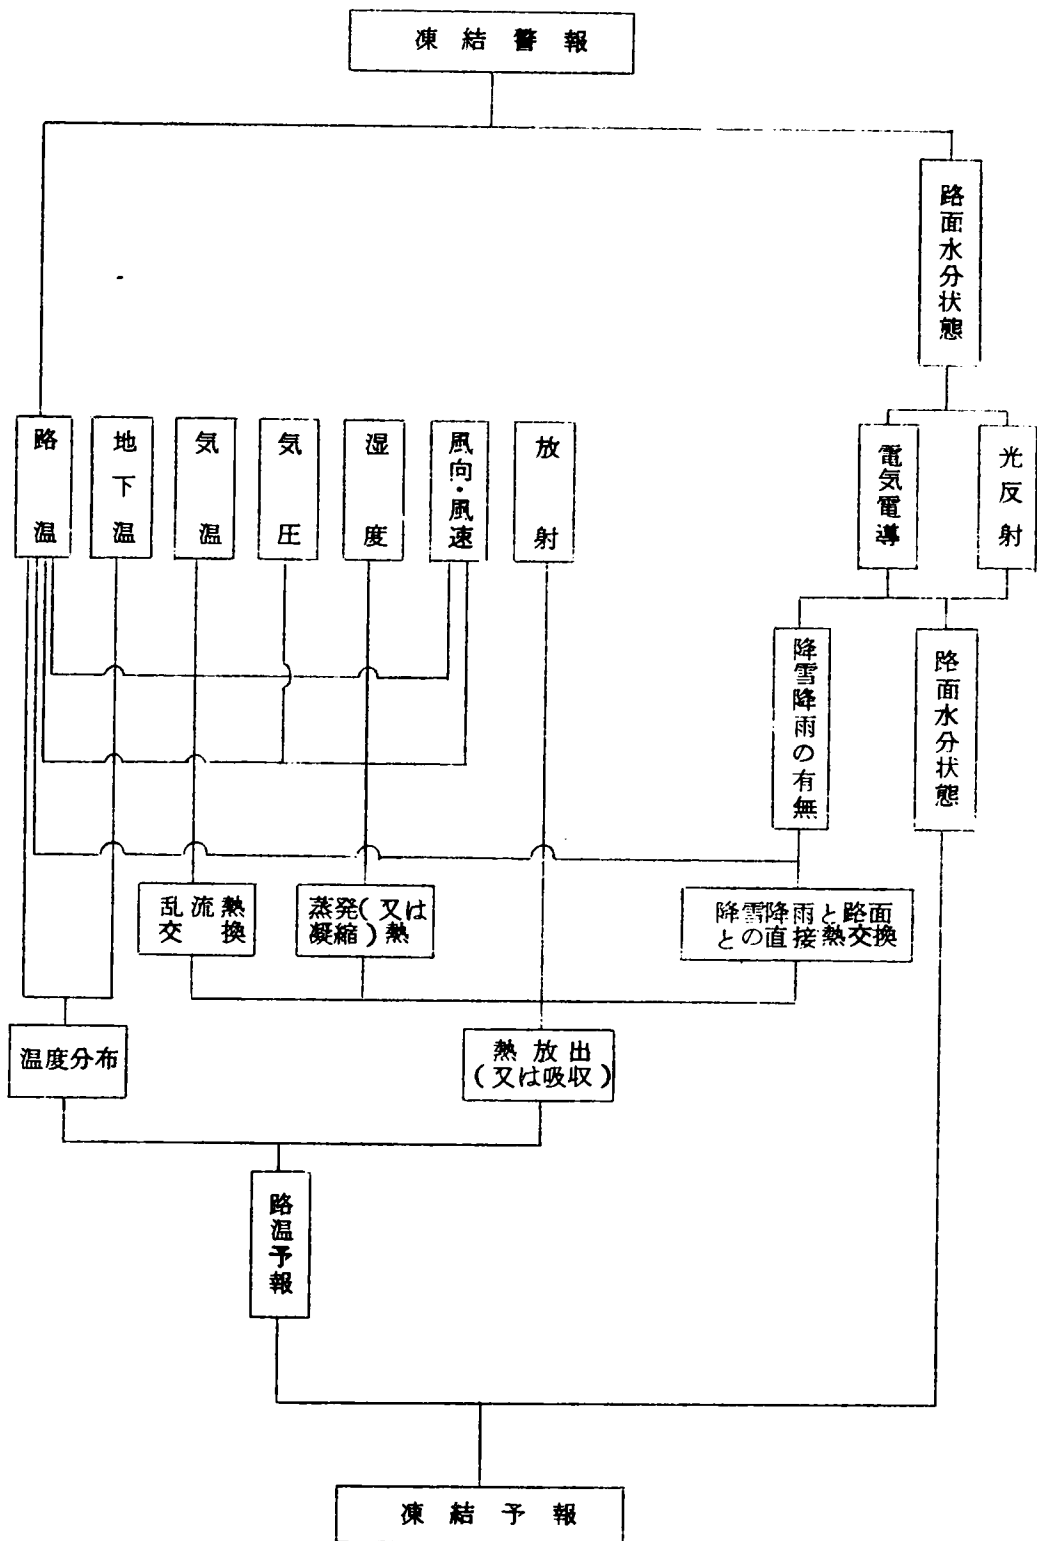 凍結警報
路面水分状態
路温
地下温
気温
気圧
湿度
風向・風速
放射
電気電導
光反射
降雪降雨の有無
路面水分状態
乱流熱
交換
蒸発(又は
凝縮)熱
降雪降雨と路面
との直接熱交換
温度分布
熱放出
(又は吸収)
路温予報
凍結予報